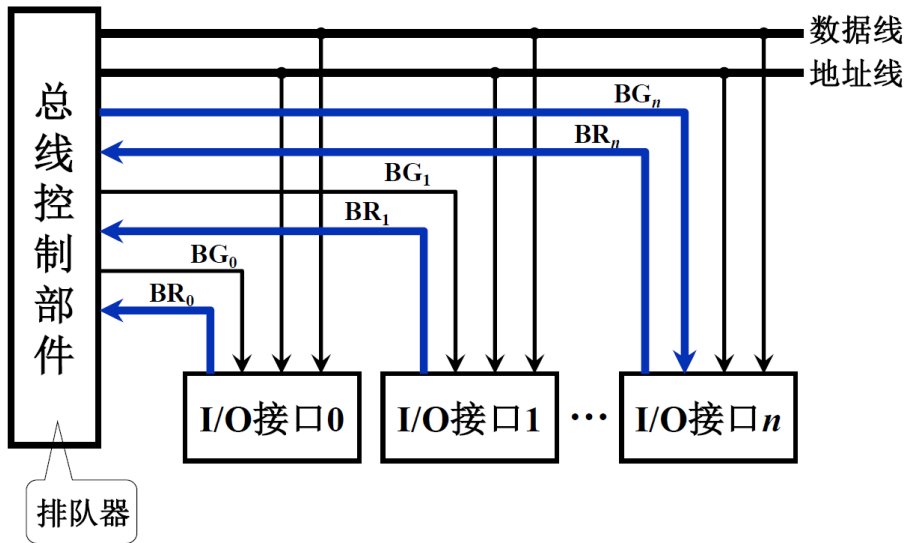 数据线
地址线
总线控制部件
BGn
BRn
BG1
BR1
BG0
BR0
I/O接口0
I/O接口1
…
I/O接口n
排队器